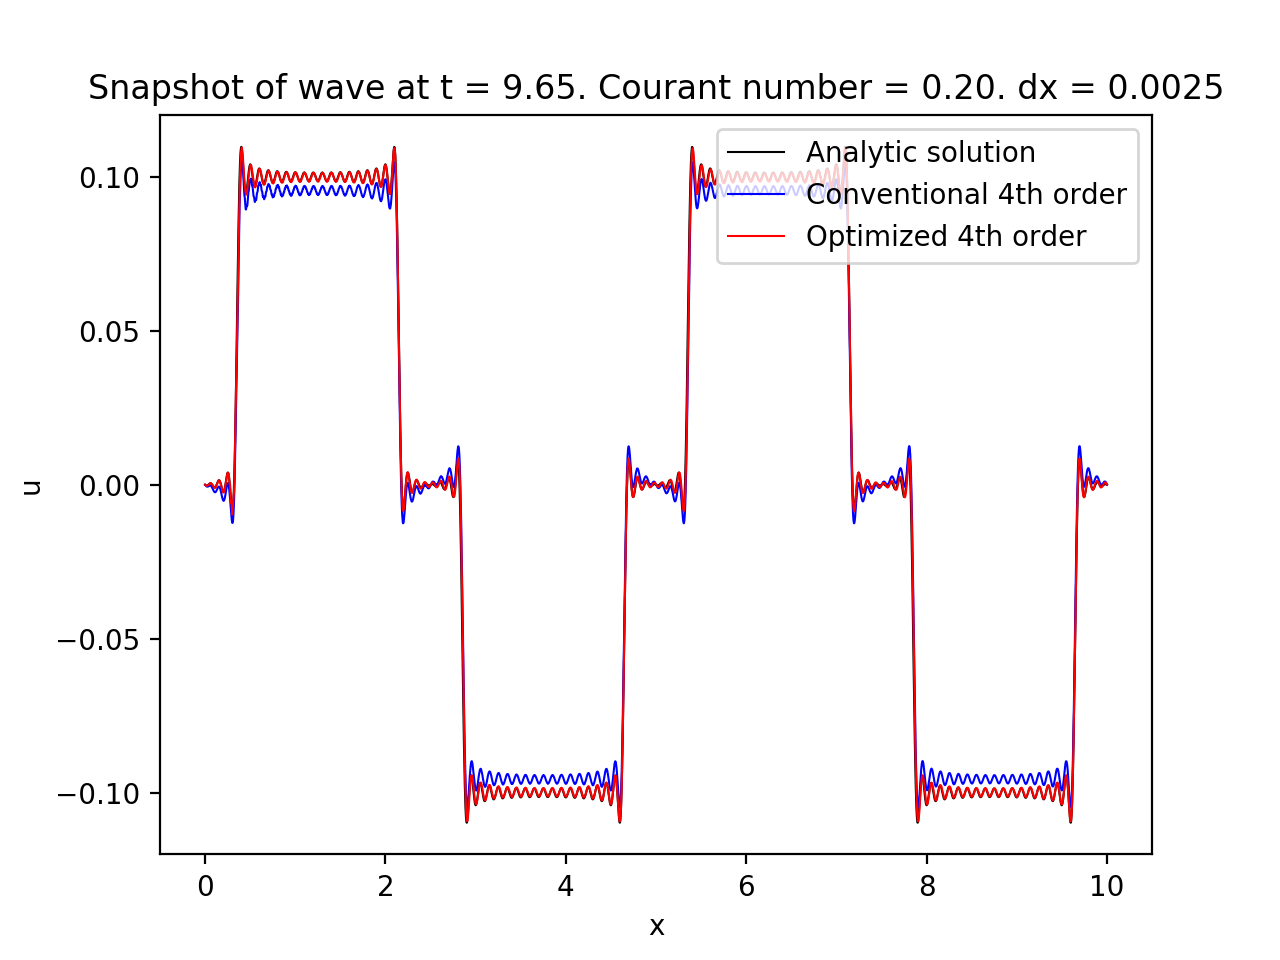 Snapshot of wave at t = 9.65. Courant number = 0.20. dx = 0.0025
Analytic solution
Conventional 4th order
Optimized 4th order
0.10
0.05
0.00
−0.05
−0.10
u
0 2 4 6 8 10
x